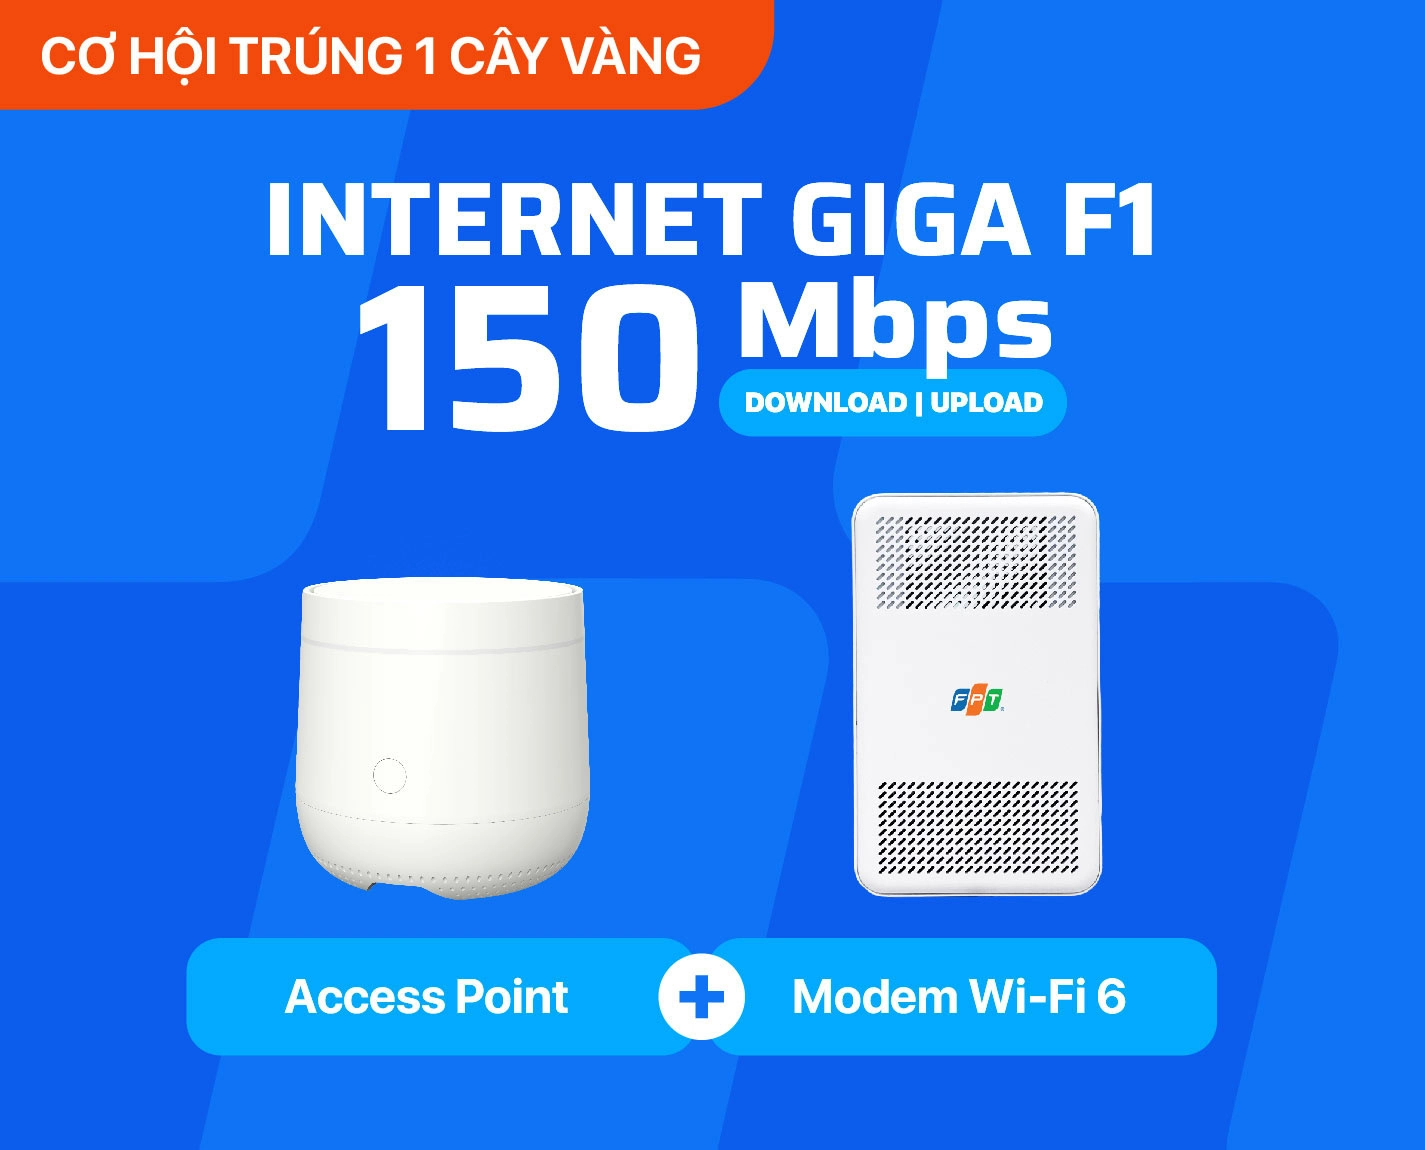 CƠ HỘI TRÚNG 1 CÂY VÀNG
INTERNET GIGA F1
150 Mbps
DOWNLOAD | UPLOAD
FPT
Access Point + Modem Wi-Fi 6